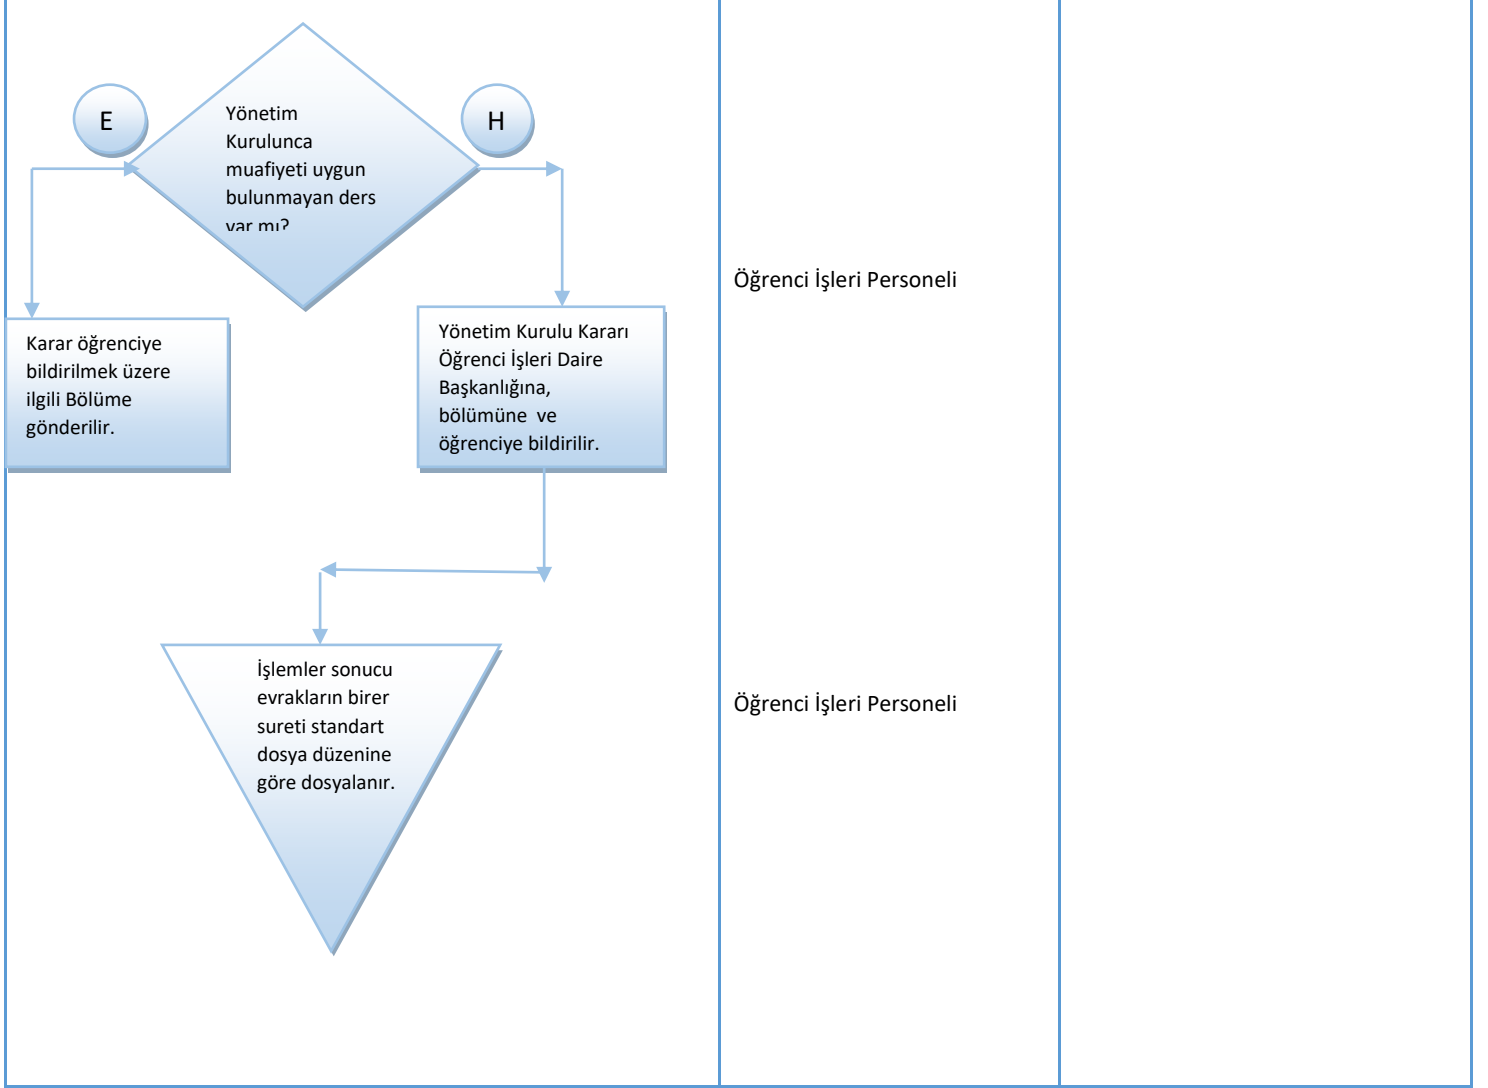 E
H
Yönetim
Kurulunca
muafiyeti uygun
bulunmayan ders
var mı?
Öğrenci İşleri Personeli
Karar öğrenciye
bildirilmek üzere
ilgili Bölüme
gönderilir.
Yönetim Kurulu Kararı
Öğrenci İşleri Daire
Başkanlığına,
bölümüne ve
öğrenciye bildirilir.
İşlemler sonucu
evrakların birer
sureti standart
dosya düzenine
göre dosyalanır.
Öğrenci İşleri Personeli